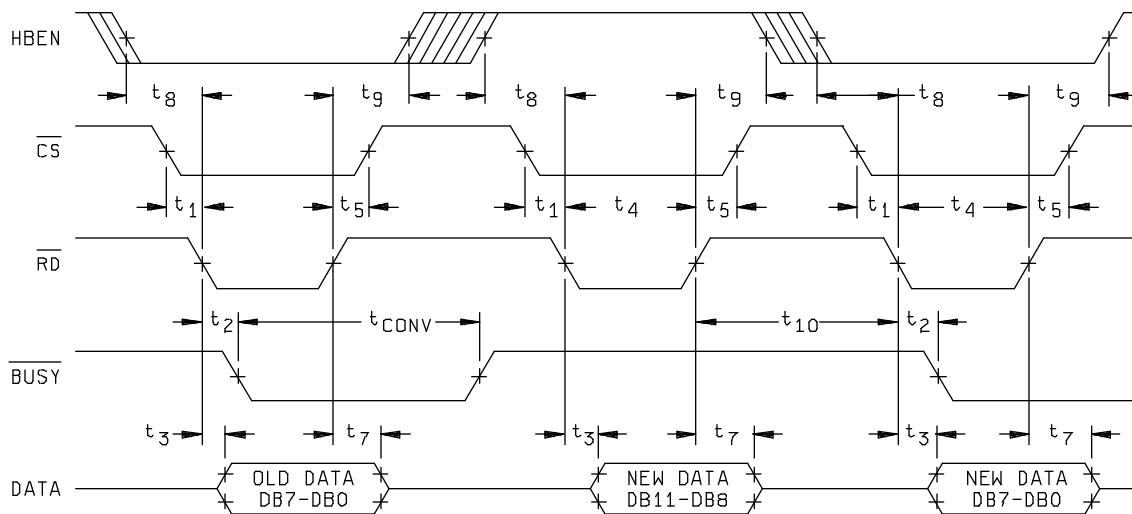 HBEN
t8 t9 t8 t9 t8 t9
CS
t1 t5 t1 t4 t5 t1 t4 t5
RD
t2 tCONV t10 t2
BUSY
t3 t7 t3 t7 t3 t7
DATA
OLD DATA
DB7-DB0
NEW DATA
DB11-DB8
NEW DATA
DB7-DB0